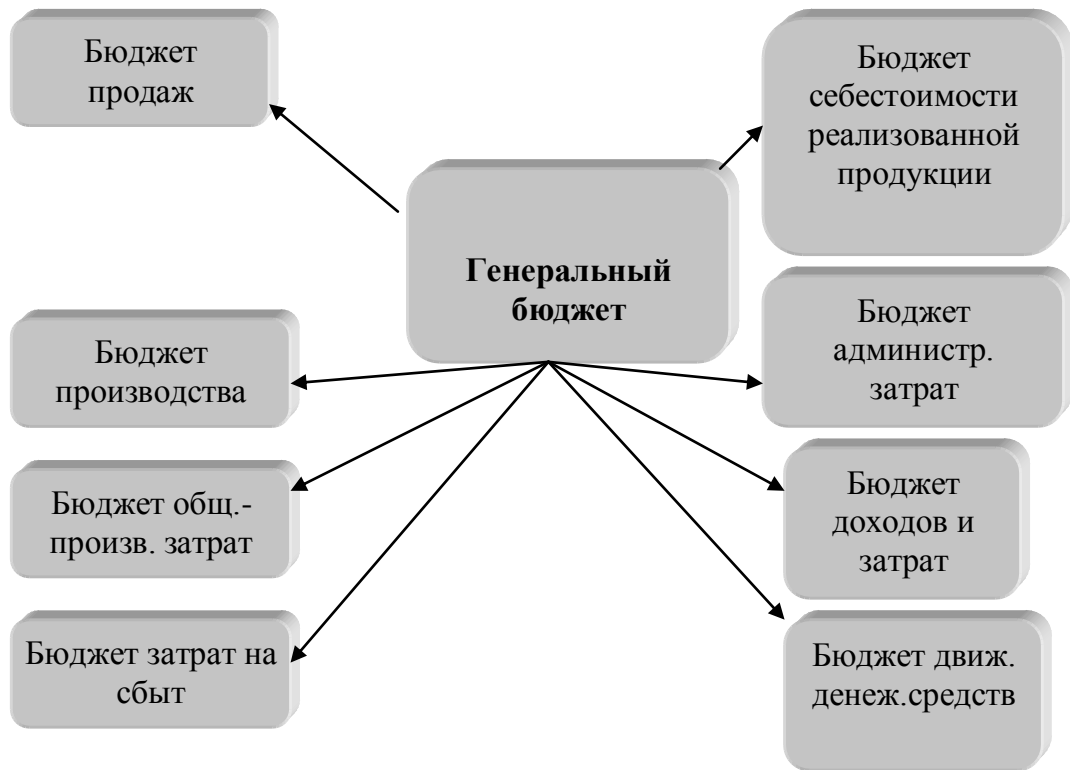 Бюджет
продаж
Бюджет
себестоимости
реализованной
продукции
Генеральный
бюджет
Бюджет
производства
Бюджет
администр.
затрат
Бюджет общ.-
произв. затрат
Бюджет
доходов и
затрат
Бюджет затрат на
сбыт
Бюджет движ.
денеж.средств